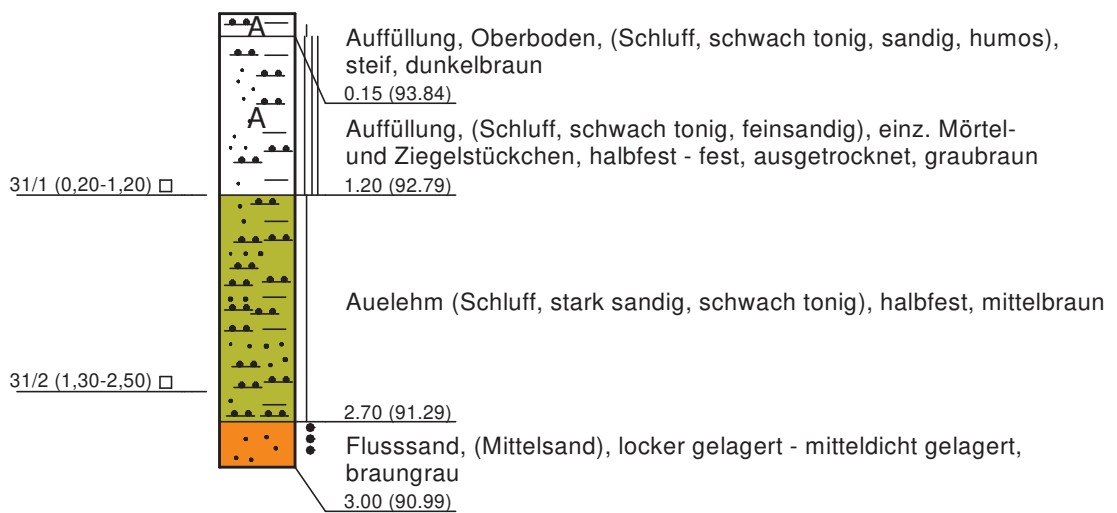 A
Auffüllung, Oberboden, (Schluff, schwach tonig, sandig, humos),
steif, dunkelbraun
0.15 (93.84)
A
Auffüllung, (Schluff, schwach tonig, feinsandig), einz. Mörtel-
und Ziegelstückchen, halbfest - fest, ausgetrocknet, graubraun
31/1 (0,20-1,20)
1.20 (92.79)
Auelehm (Schluff, stark sandig, schwach tonig), halbfest, mittelbraun
31/2 (1,30-2,50)
2.70 (91.29)
Flusssand, (Mittelsand), locker gelagert - mitteldicht gelagert,
braungrau
3.00 (90.99)